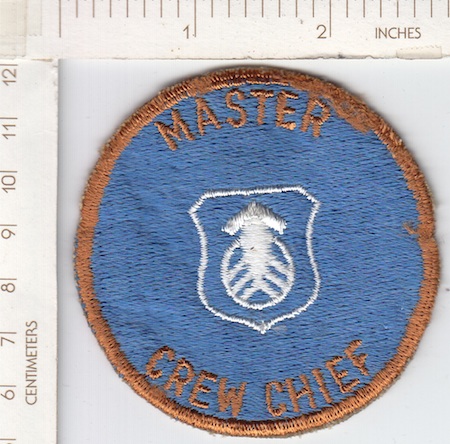 1 2 INCHES
MASTER
CREW CHIEF
12
11
10
9
8
7
6
CENTIMETERS